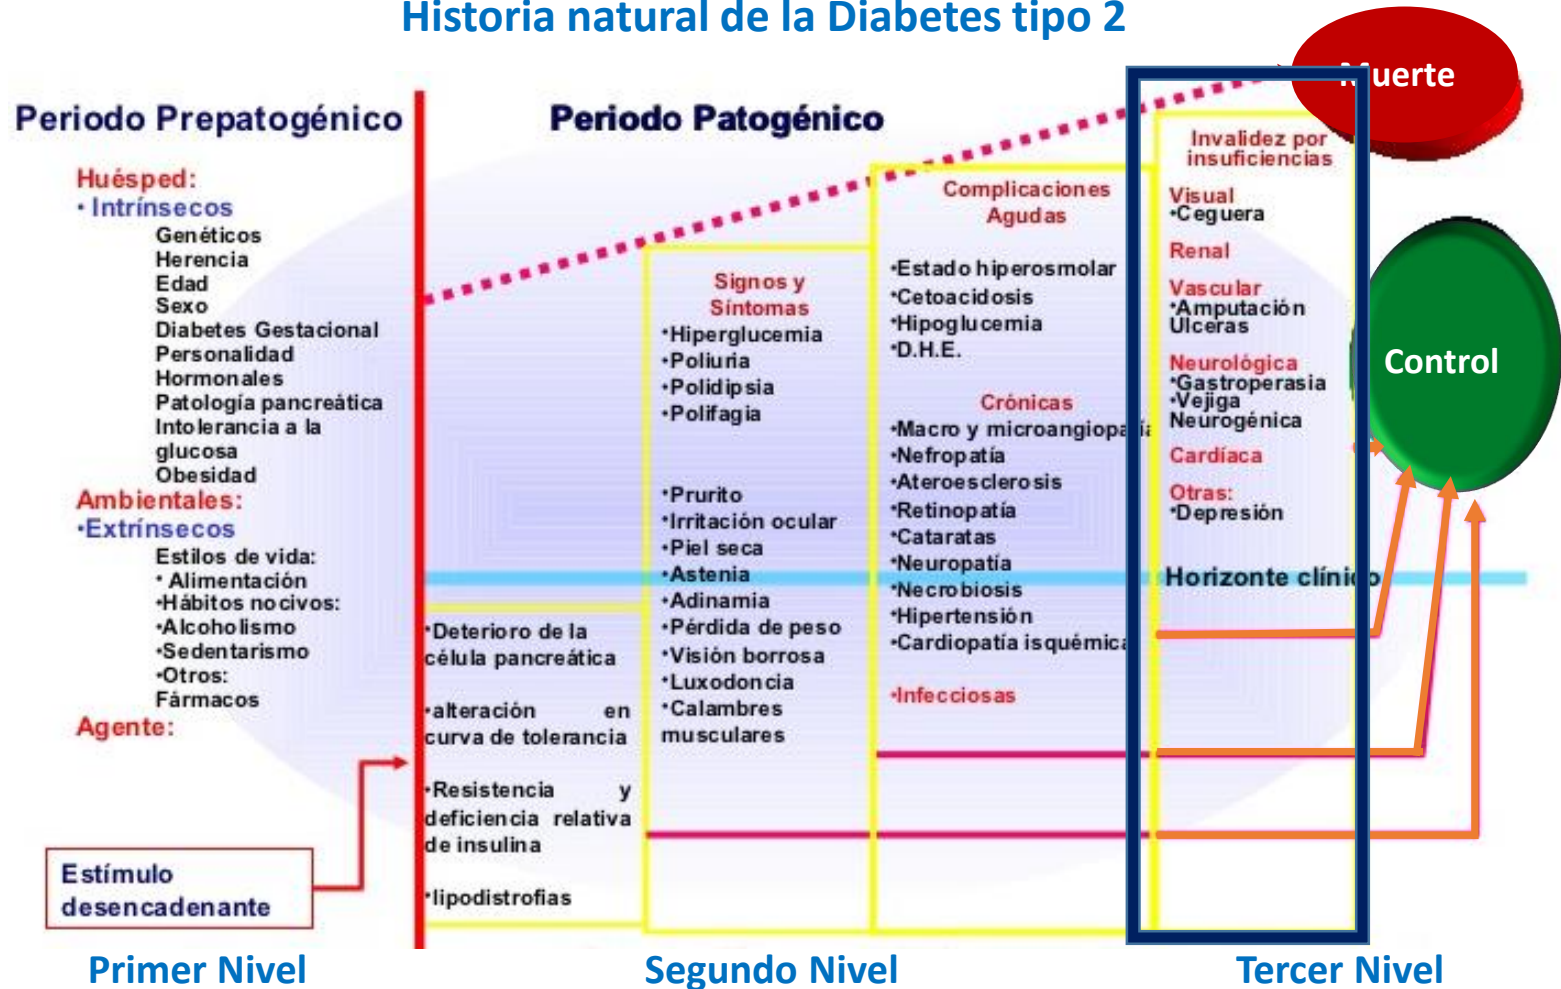 Historia natural de la Diabetes tipo 2
Muerte
Periodo Prepatogénico
Periodo Patogénico
Huésped:
• Intrínsecos
Genéticos
Herencia
Edad
Sexo
Diabetes Gestacional
Personalidad
Hormonales
Patología pancreática
Intolerancia a la
glucosa
Obesidad
Ambientales:
•Extrínsecos
Estilos de vida:
• Alimentación
•Hábitos nocivos:
•Alcoholismo
•Sedentarismo
•Otros:
Fármacos
Agente:
Estímulo
desencadenante
•Deterioro de la
célula pancreática
•alteración en
curva de tolerancia
•Resistencia y
deficiencia relativa
de insulina
•lipodistrofias
Signos y
Síntomas
•Hiperglucemia
•Poliuria
•Polidipsia
•Polifagia
•Prurito
•Irritación ocular
•Piel seca
•Astenia
•Adinamia
•Pérdida de peso
•Visión borrosa
•Luxodoncia
•Calambres
musculares
Complicaciones
Agudas
•Estado hiperosmolar
•Cetoacidosis
•Hipoglucemia
•D.H.E.
Crónicas
•Macro y microangiopatía
•Nefropatía
•Ateroesclerosis
•Retinopatía
•Cataratas
•Neuropatía
•Necrobiosis
•Hipertensión
•Cardiopatía isquémica
•Infecciosas
Invalidez por
insuficiencias
Visual
•Ceguera
Renal
Vascular
•Amputación
Ulceras
Neurológica
•Gastroperasia
•Vejiga
Neurogénica
Cardíaca
Otras:
•Depresión
Horizonte clínico
Control
Primer Nivel
Segundo Nivel
Tercer Nivel